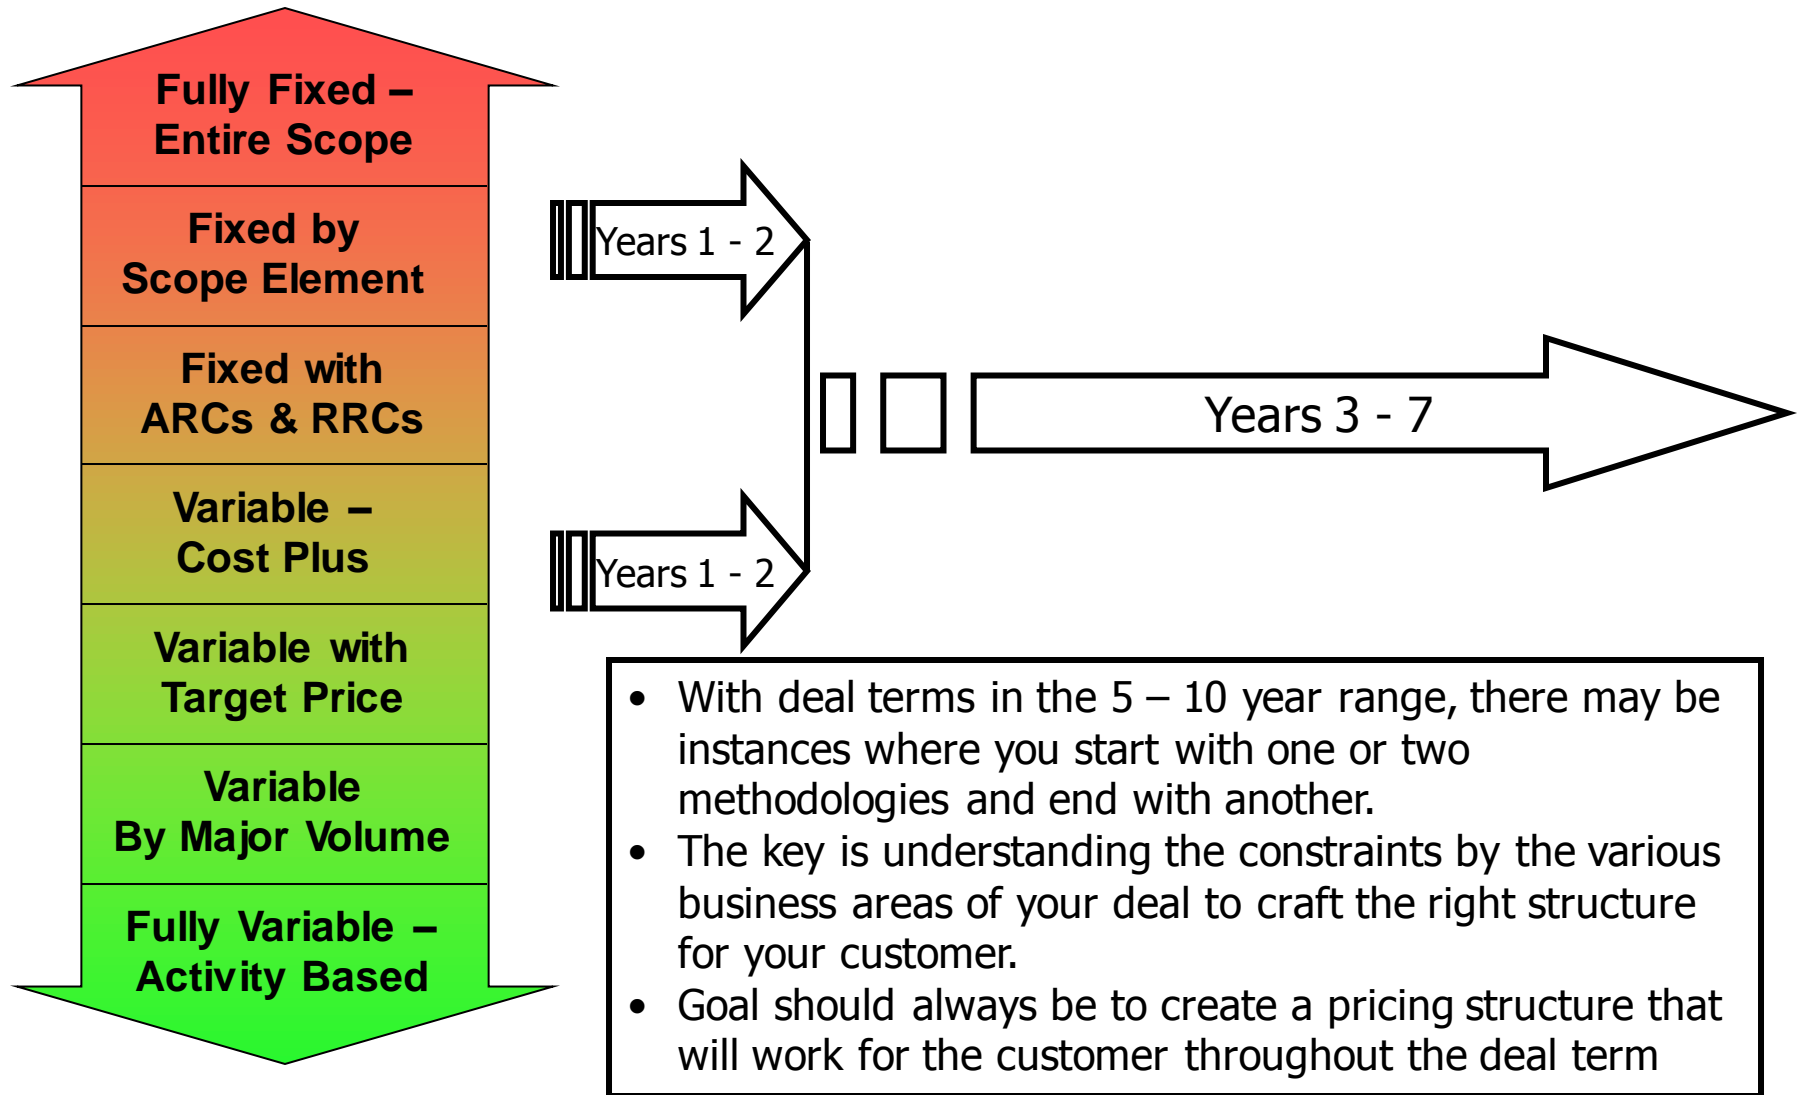 Fully Fixed –
Entire Scope
Fixed by
Scope Element
Fixed with
ARCs & RRCs
Variable –
Cost Plus
Variable with
Target Price
Variable
By Major Volume
Fully Variable –
Activity Based
Years 1 - 2
Years 3 - 7
Years 1 - 2
• With deal terms in the 5 – 10 year range, there may be
instances where you start with one or two
methodologies and end with another.
• The key is understanding the constraints by the various
business areas of your deal to craft the right structure
for your customer.
• Goal should always be to create a pricing structure that
will work for the customer throughout the deal term